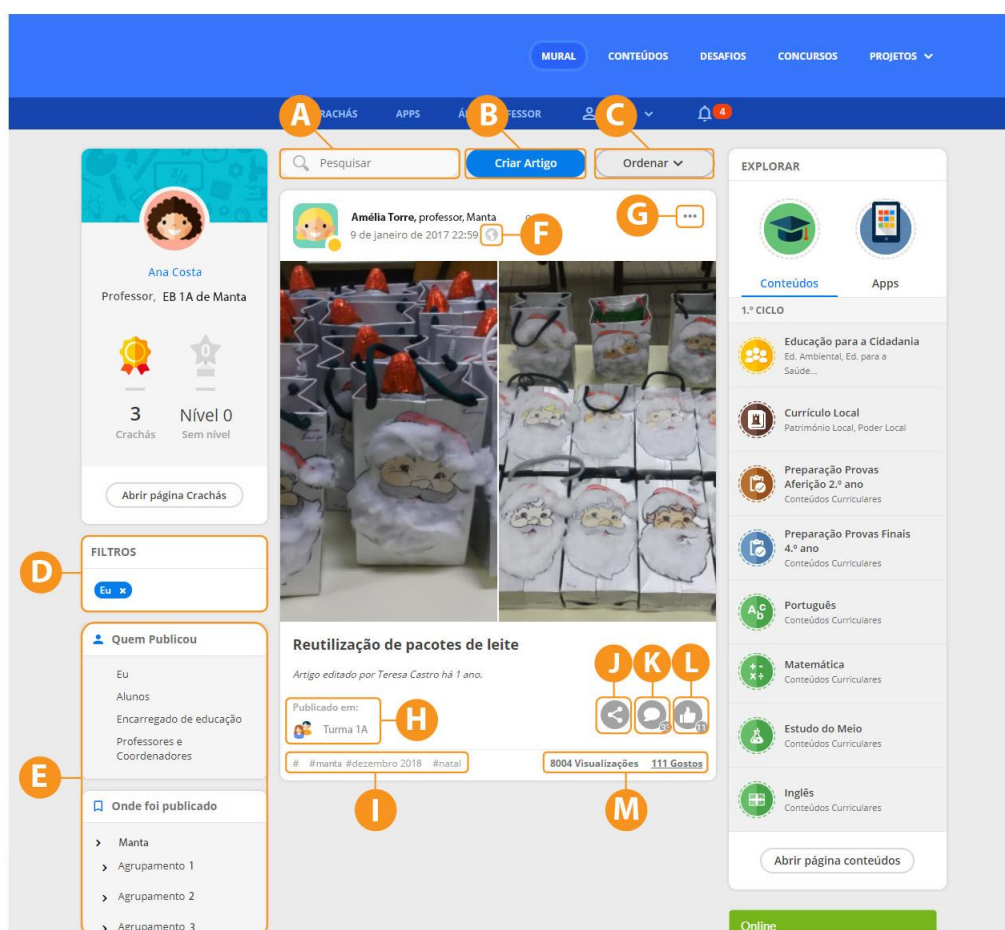 MURAL CONTEÚDOS DESAFIOS CONCURSOS PROJETOS
RACHÁS APPS ÁR FESSOR 4
A B C
Pesquisar Criar Artigo Ordenar
Ana Costa
Professor, EB 1A de Manta
3 Nível 0
Crachás Sem nível
Abrir página Crachás
D
FILTROS
Eu x
E
Quem Publicou
Eu
Alunos
Encarregado de educação
Professores e
Coordenadores
Onde foi publicado
Manta
Agrupamento 1
Agrupamento 2
Agrupamento 3
Amélia Torre, professor, Manta
9 de janeiro de 2017 22:59
F
G
Reutilização de pacotes de leite
Artigo editado por Teresa Castro há 1 ano.
Publicado em:
Turma 1A
H
J K L
11
# #manta #dezembro 2018 #natal
8004 Visualizações 111 Gostos
I M
EXPLORAR
Conteúdos Apps
1.º CICLO
Educação para a Cidadania
Ed. Ambiental, Ed. para a
Saúde...
Currículo Local
Património Local, Poder Local
Preparação Provas
Aferição 2.º ano
Conteúdos Curriculares
Preparação Provas Finais
4.º ano
Conteúdos Curriculares
Português
Conteúdos Curriculares
Matemática
Conteúdos Curriculares
Estudo do Meio
Conteúdos Curriculares
Inglês
Conteúdos Curriculares
Abrir página conteúdos
Online